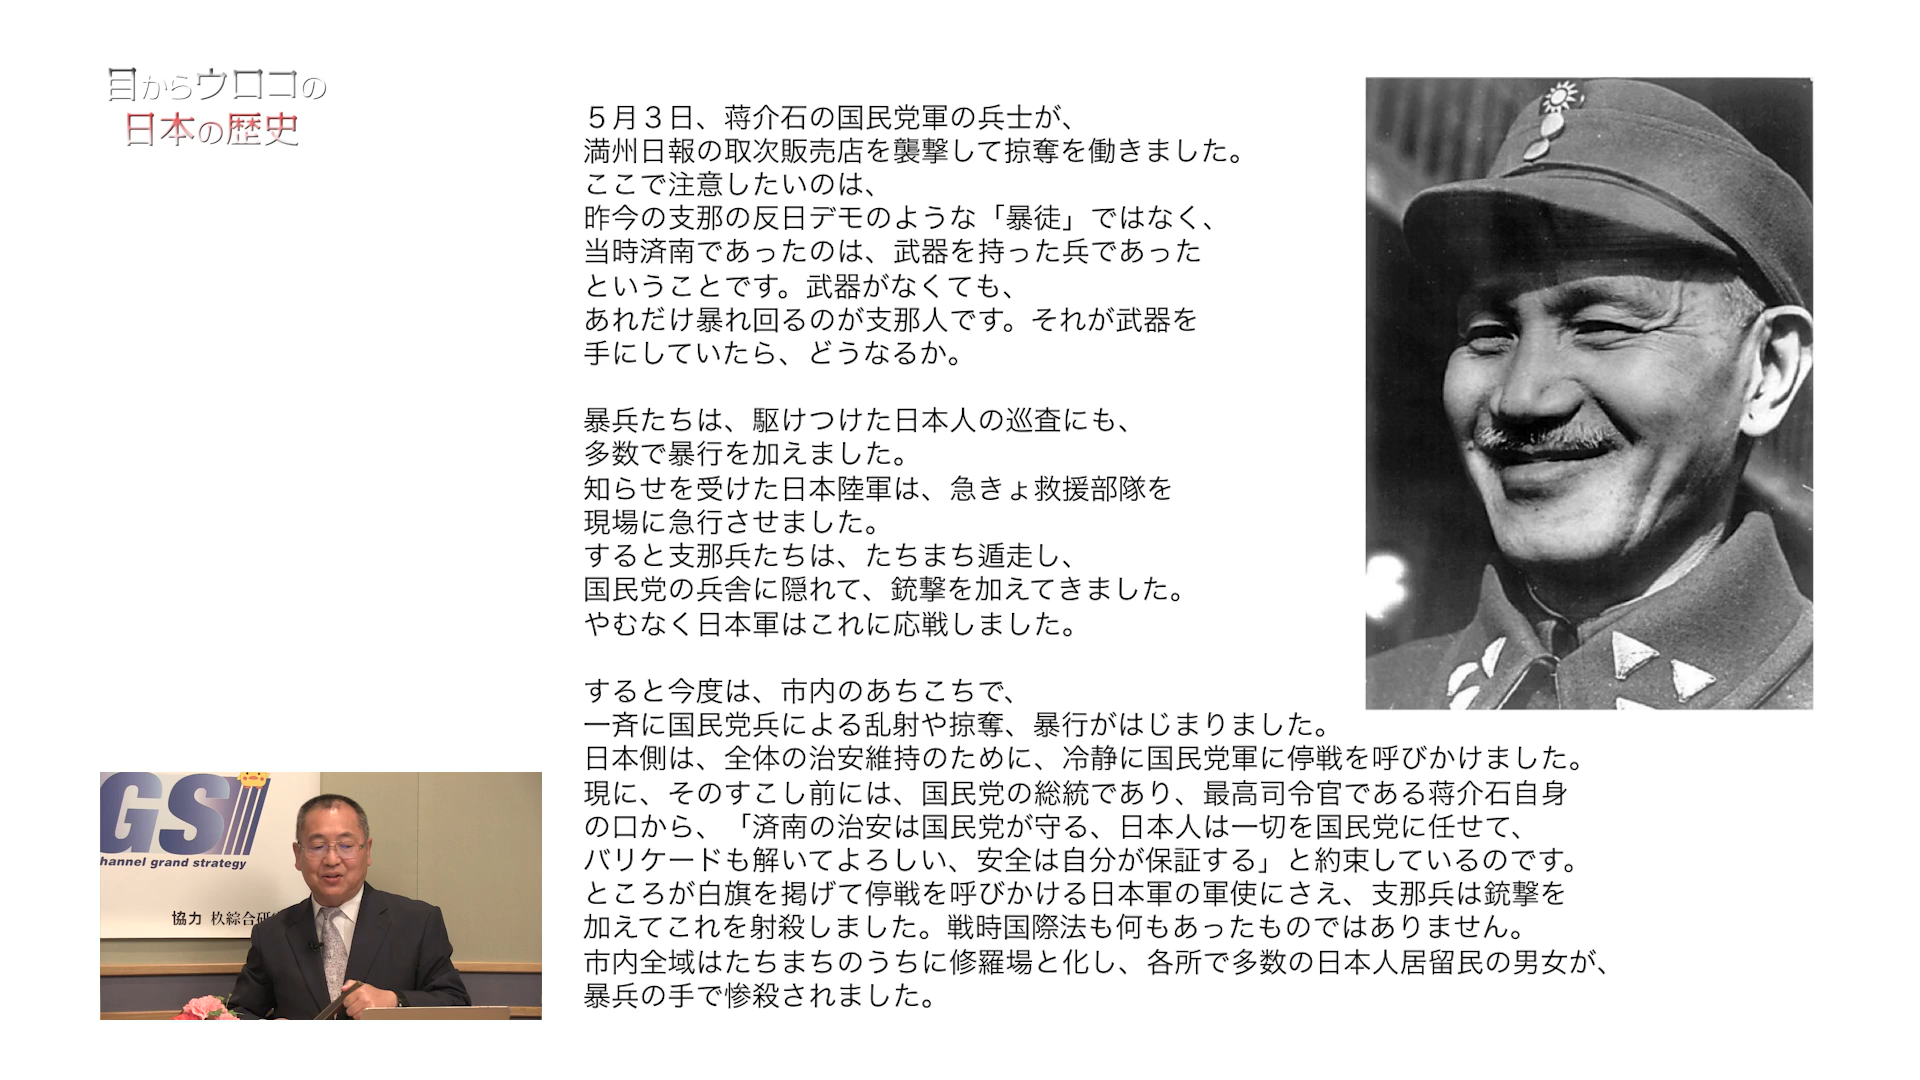 目からウロコの
日本の歴史
５月３日、蒋介石の国民党軍の兵士が、
満州日報の取次販売店を襲撃して掠奪を働きました。
ここで注意したいのは、
昨今の支那の反日デモのような「暴徒」ではなく、
当時済南であったのは、武器を持った兵であった
ということです。武器がなくても、
あれだけ暴れ回るのが支那人です。それが武器を
手にしていたら、どうなるか。
暴兵たちは、駆けつけた日本人の巡査にも、
多数で暴行を加えました。
知らせを受けた日本陸軍は、急きょ救援部隊を
現場に急行させました。
すると支那兵たちは、たちまち遁走し、
国民党の兵舎に隠れて、銃撃を加えてきました。
やむなく日本軍はこれに応戦しました。
すると今度は、市内のあちこちで、
一斉に国民党兵による乱射や掠奪、暴行がはじまりました。
日本側は、全体の治安維持のために、冷静に国民党軍に停戦を呼びかけました。
現に、そのすこし前には、国民党の総統であり、最高司令官である蒋介石自身
の口から、「済南の治安は国民党が守る、日本人は一切を国民党に任せて、
バリケードも解いてよろしい、安全は自分が保証する」と約束しているのです。
ところが白旗を掲げて停戦を呼びかける日本軍の軍使にさえ、支那兵は銃撃を
加えてこれを射殺しました。戦時国際法も何もあったものではありません。
市内全域はたちまちのうちに修羅場と化し、各所で多数の日本人居留民の男女が、
暴兵の手で惨殺されました。
GS
hannel grand strategy
協力 杦綜合研